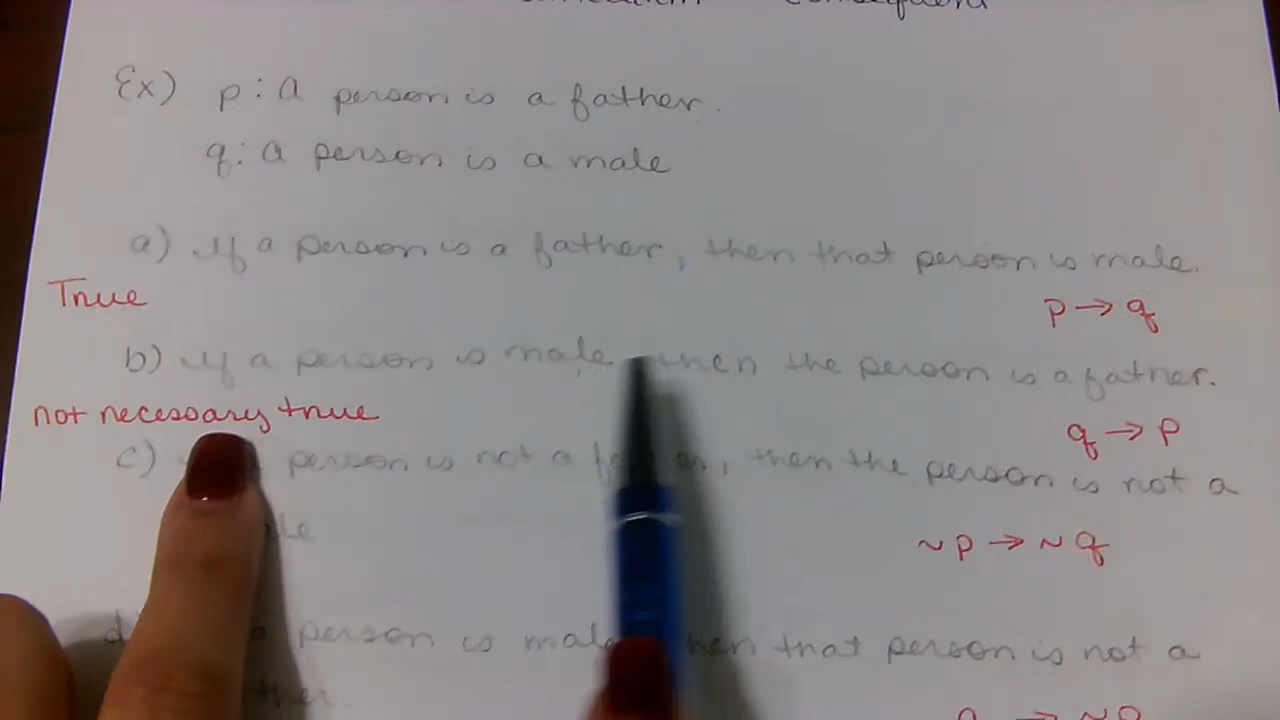 Consequent
Ex) p: a person is a father.
q: a person is a male
a) If a person is a father, then that person is male.
True
p → q
b) If a person is male then the person is a father.
not necessary true
q → p
c) person is not a then the person is not a
~p → ~q
d) a person is male then that person is not a
q → ~p